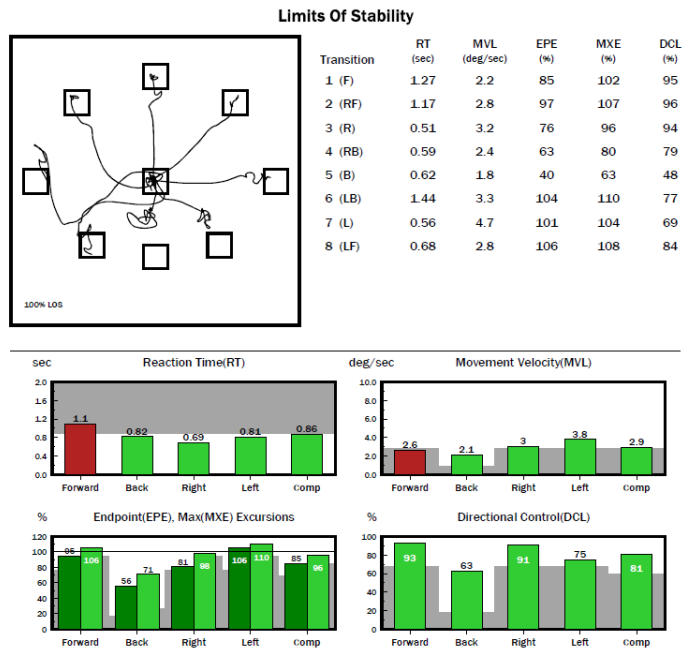 Limits Of Stability
RT MVL EPE MXE DCL
Transition (sec) (deg/sec) (%) (%) (%)
1 (F) 1.27 2.2 85 102 95
2 (RF) 1.17 2.8 97 107 96
3 (R) 0.51 3.2 76 96 94
4 (RB) 0.59 2.4 63 80 79
5 (B) 0.62 1.8 40 63 48
6 (LB) 1.44 3.3 104 110 77
7 (L) 0.56 4.7 101 104 69
8 (LF) 0.68 2.8 106 108 84
100% LOS
sec Reaction Time(RT)
2.0
1.6
1.2
0.8
0.4
0.0
1.1 0.82 0.69 0.81 0.86
Forward Back Right Left Comp
deg/sec Movement Velocity(MVL)
10.0
8.0
6.0
4.0
2.0
0.0
2.6 2.1 3 3.8 2.9
Forward Back Right Left Comp
% Endpoint(EPE), Max(MXE) Excursions
120
100
80
60
40
20
0
95 106 56 71 81 98 106 110 85 96
Forward Back Right Left Comp
% Directional Control(DCL)
100
80
60
40
20
0
93 63 91 75 81
Forward Back Right Left Comp